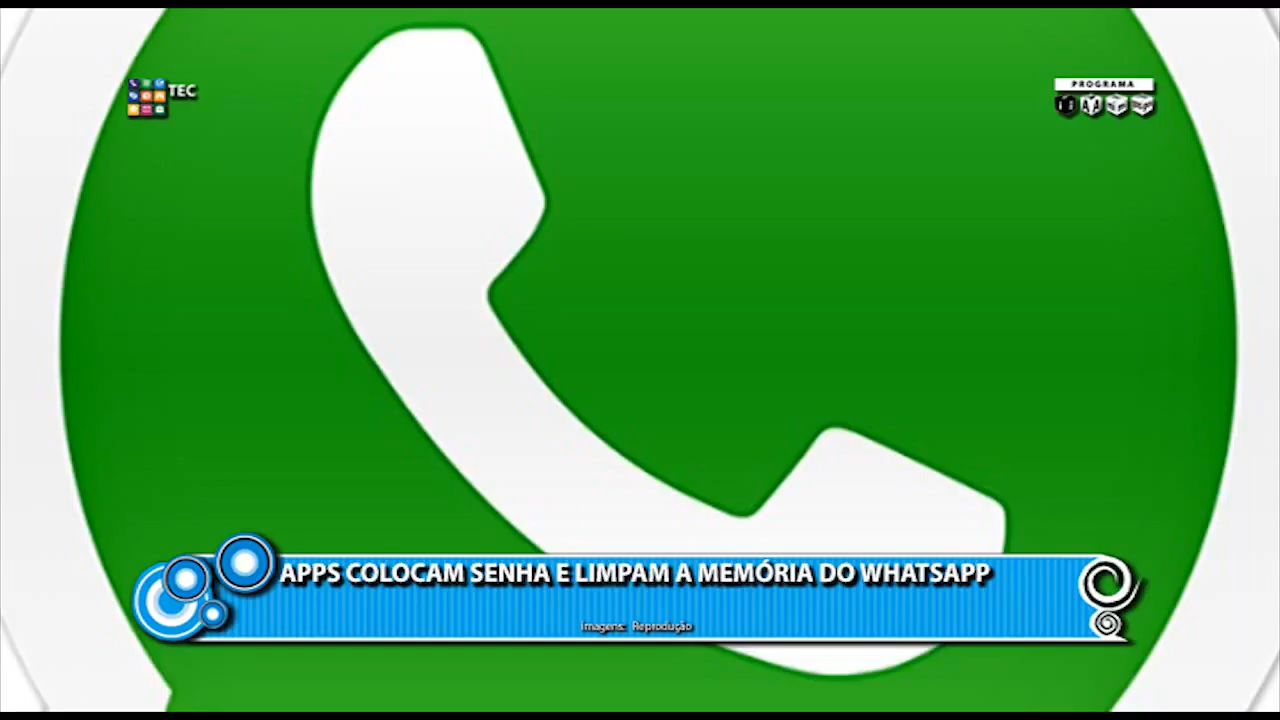 TEC
PROGRAMA
APPS COLOCAM SENHA E LIMPAM A MEMÓRIA DO WHATSAPP
Imagens: Reprodução